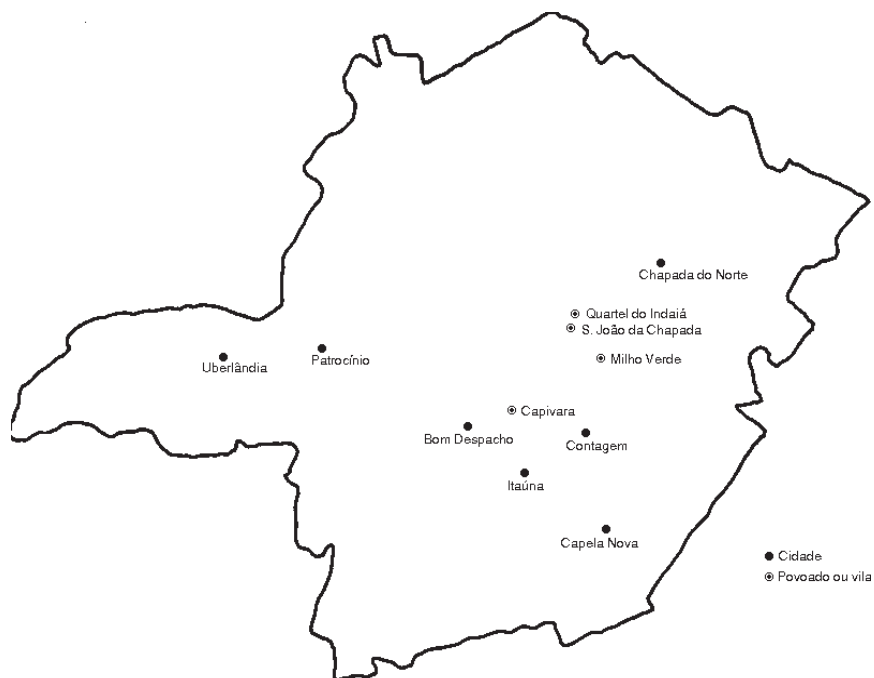 Chapada do Norte
Quartel do Indaiá
S. João da Chapada
Milho Verde
Uberlândia
Patrocínio
Capivara
Bom Despacho
Contagem
Itaúna
Capela Nova
Cidade
Povoado ou vila